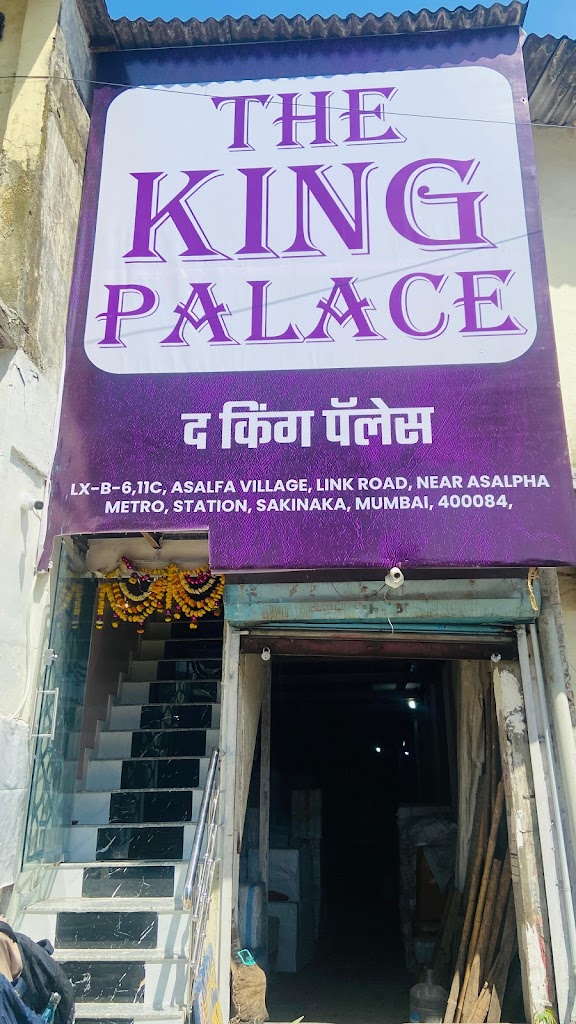 THE
KING
PALACE
द किंग पॅलेस
LX-B-6,11C, ASALFA VILLAGE, LINK ROAD, NEAR ASALPHA
METRO, STATION, SAKINAKA, MUMBAI, 400084,